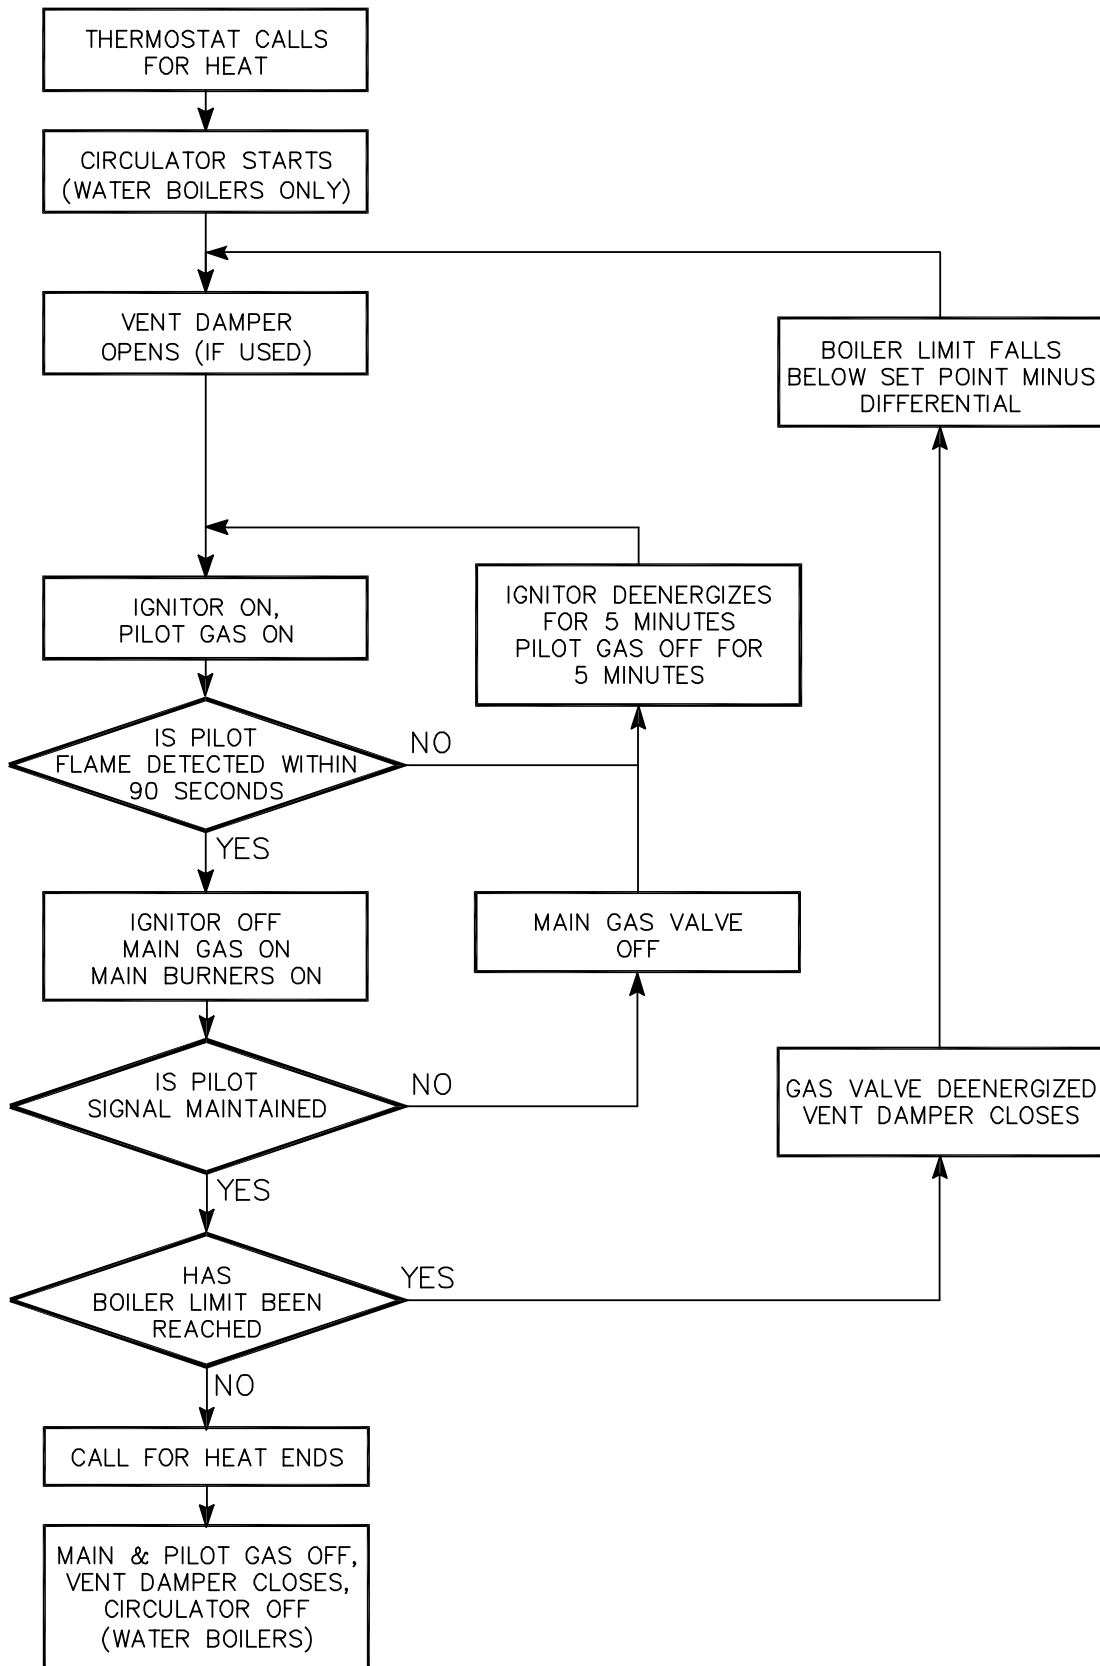 THERMOSTAT CALLS
FOR HEAT
CIRCULATOR STARTS
(WATER BOILERS ONLY)
VENT DAMPER
OPENS (IF USED)
BOILER LIMIT FALLS
BELOW SET POINT MINUS
DIFFERENTIAL
IGNITOR ON,
PILOT GAS ON
IGNITOR DEENERGIZES
FOR 5 MINUTES
PILOT GAS OFF FOR
5 MINUTES
IS PILOT
FLAME DETECTED WITHIN
90 SECONDS
NO
YES
IGNITOR OFF
MAIN GAS ON
MAIN BURNERS ON
MAIN GAS VALVE
OFF
IS PILOT
SIGNAL MAINTAINED
NO
YES
GAS VALVE DEENERGIZED
VENT DAMPER CLOSES
HAS
BOILER LIMIT BEEN
REACHED
YES
NO
CALL FOR HEAT ENDS
MAIN & PILOT GAS OFF,
VENT DAMPER CLOSES,
CIRCULATOR OFF
(WATER BOILERS)